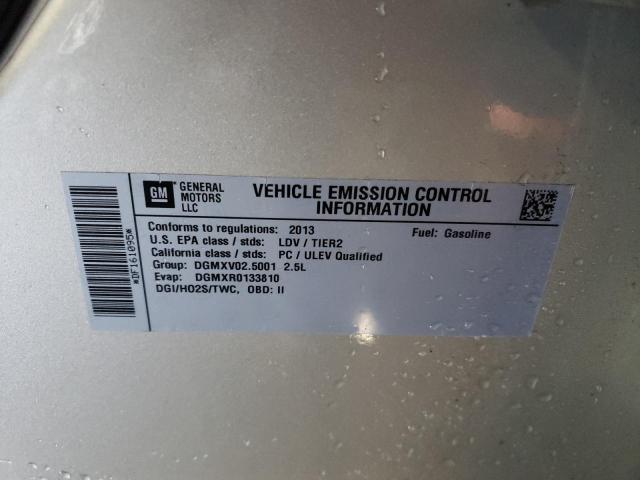 GM
GENERAL
MOTORS
LLC
VEHICLE EMISSION CONTROL
INFORMATION
Conforms to regulations: 2013
Fuel: Gasoline
U.S. EPA class / stds: LDV / TIER2
California class / stds: PC / ULEV Qualified
Group: DGMXV02.5001 2.5L
Evap: DGMXR0133810
DGI/HO2S/TWC, OBD: II
*DF161095*